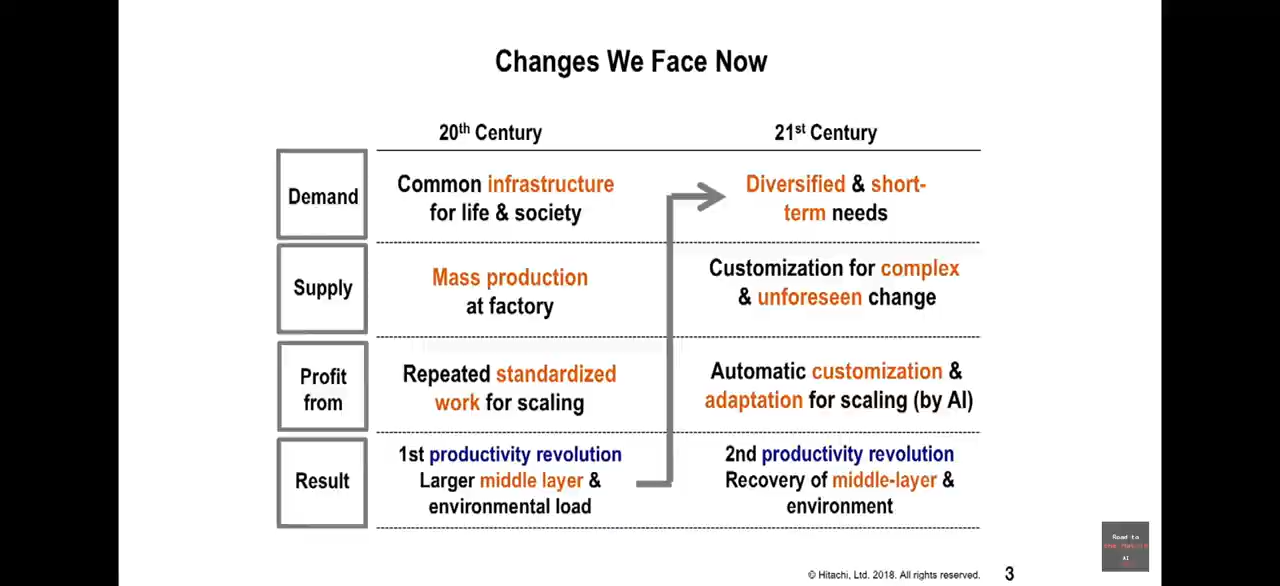 Changes We Face Now
20th Century
21st Century
Demand
Common infrastructure
for life & society
Diversified & short-
term needs
Supply
Mass production
at factory
Customization for complex
& unforeseen change
Profit
from
Repeated standardized
work for scaling
Automatic customization &
adaptation for scaling (by AI)
Result
1st productivity revolution
Larger middle layer &
environmental load
2nd productivity revolution
Recovery of middle-layer &
environment
© Hitachi, Ltd. 2018. All rights reserved.
3
Road to
AI